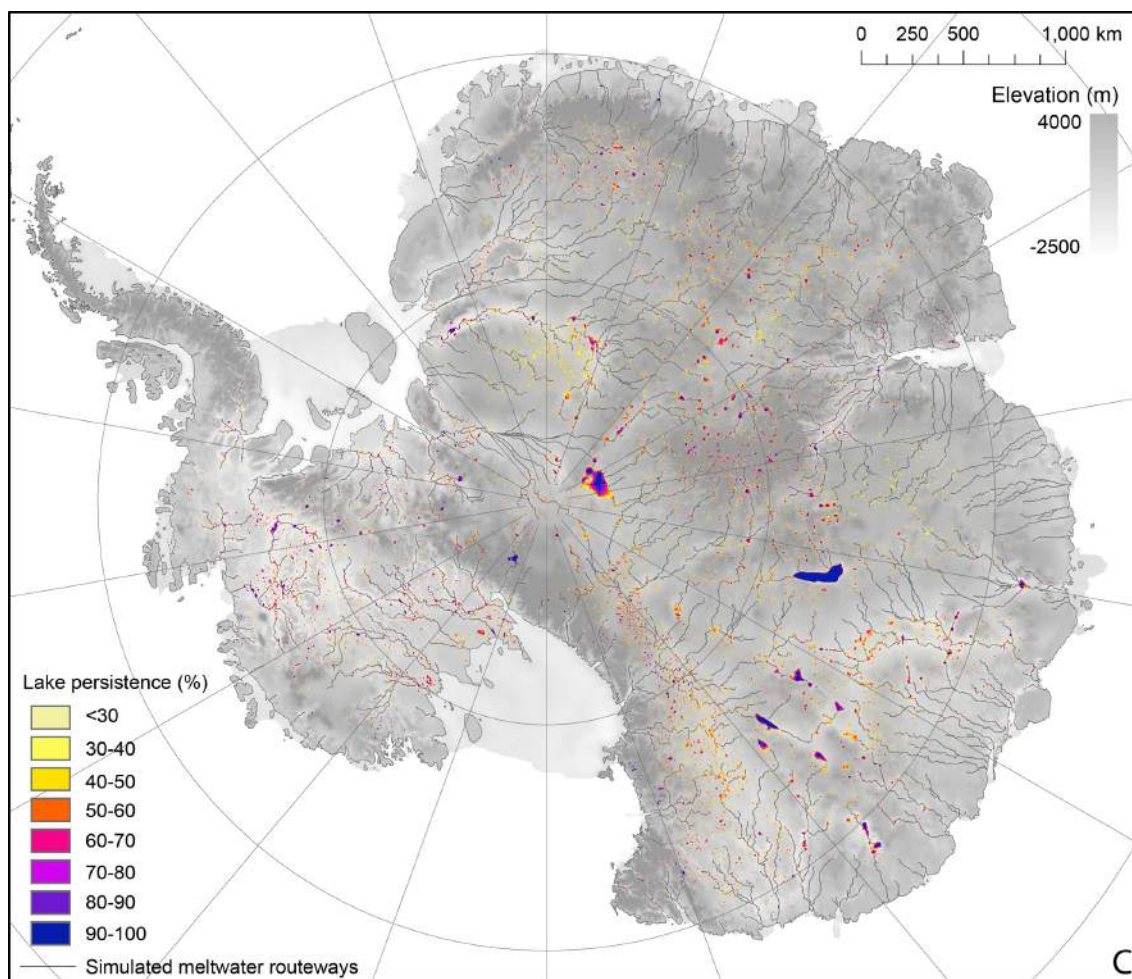 0 250 500 1,000 km
Elevation (m)
4000
-2500
Lake persistence (%)
<30
30-40
40-50
50-60
60-70
70-80
80-90
90-100
Simulated meltwater routeways
C